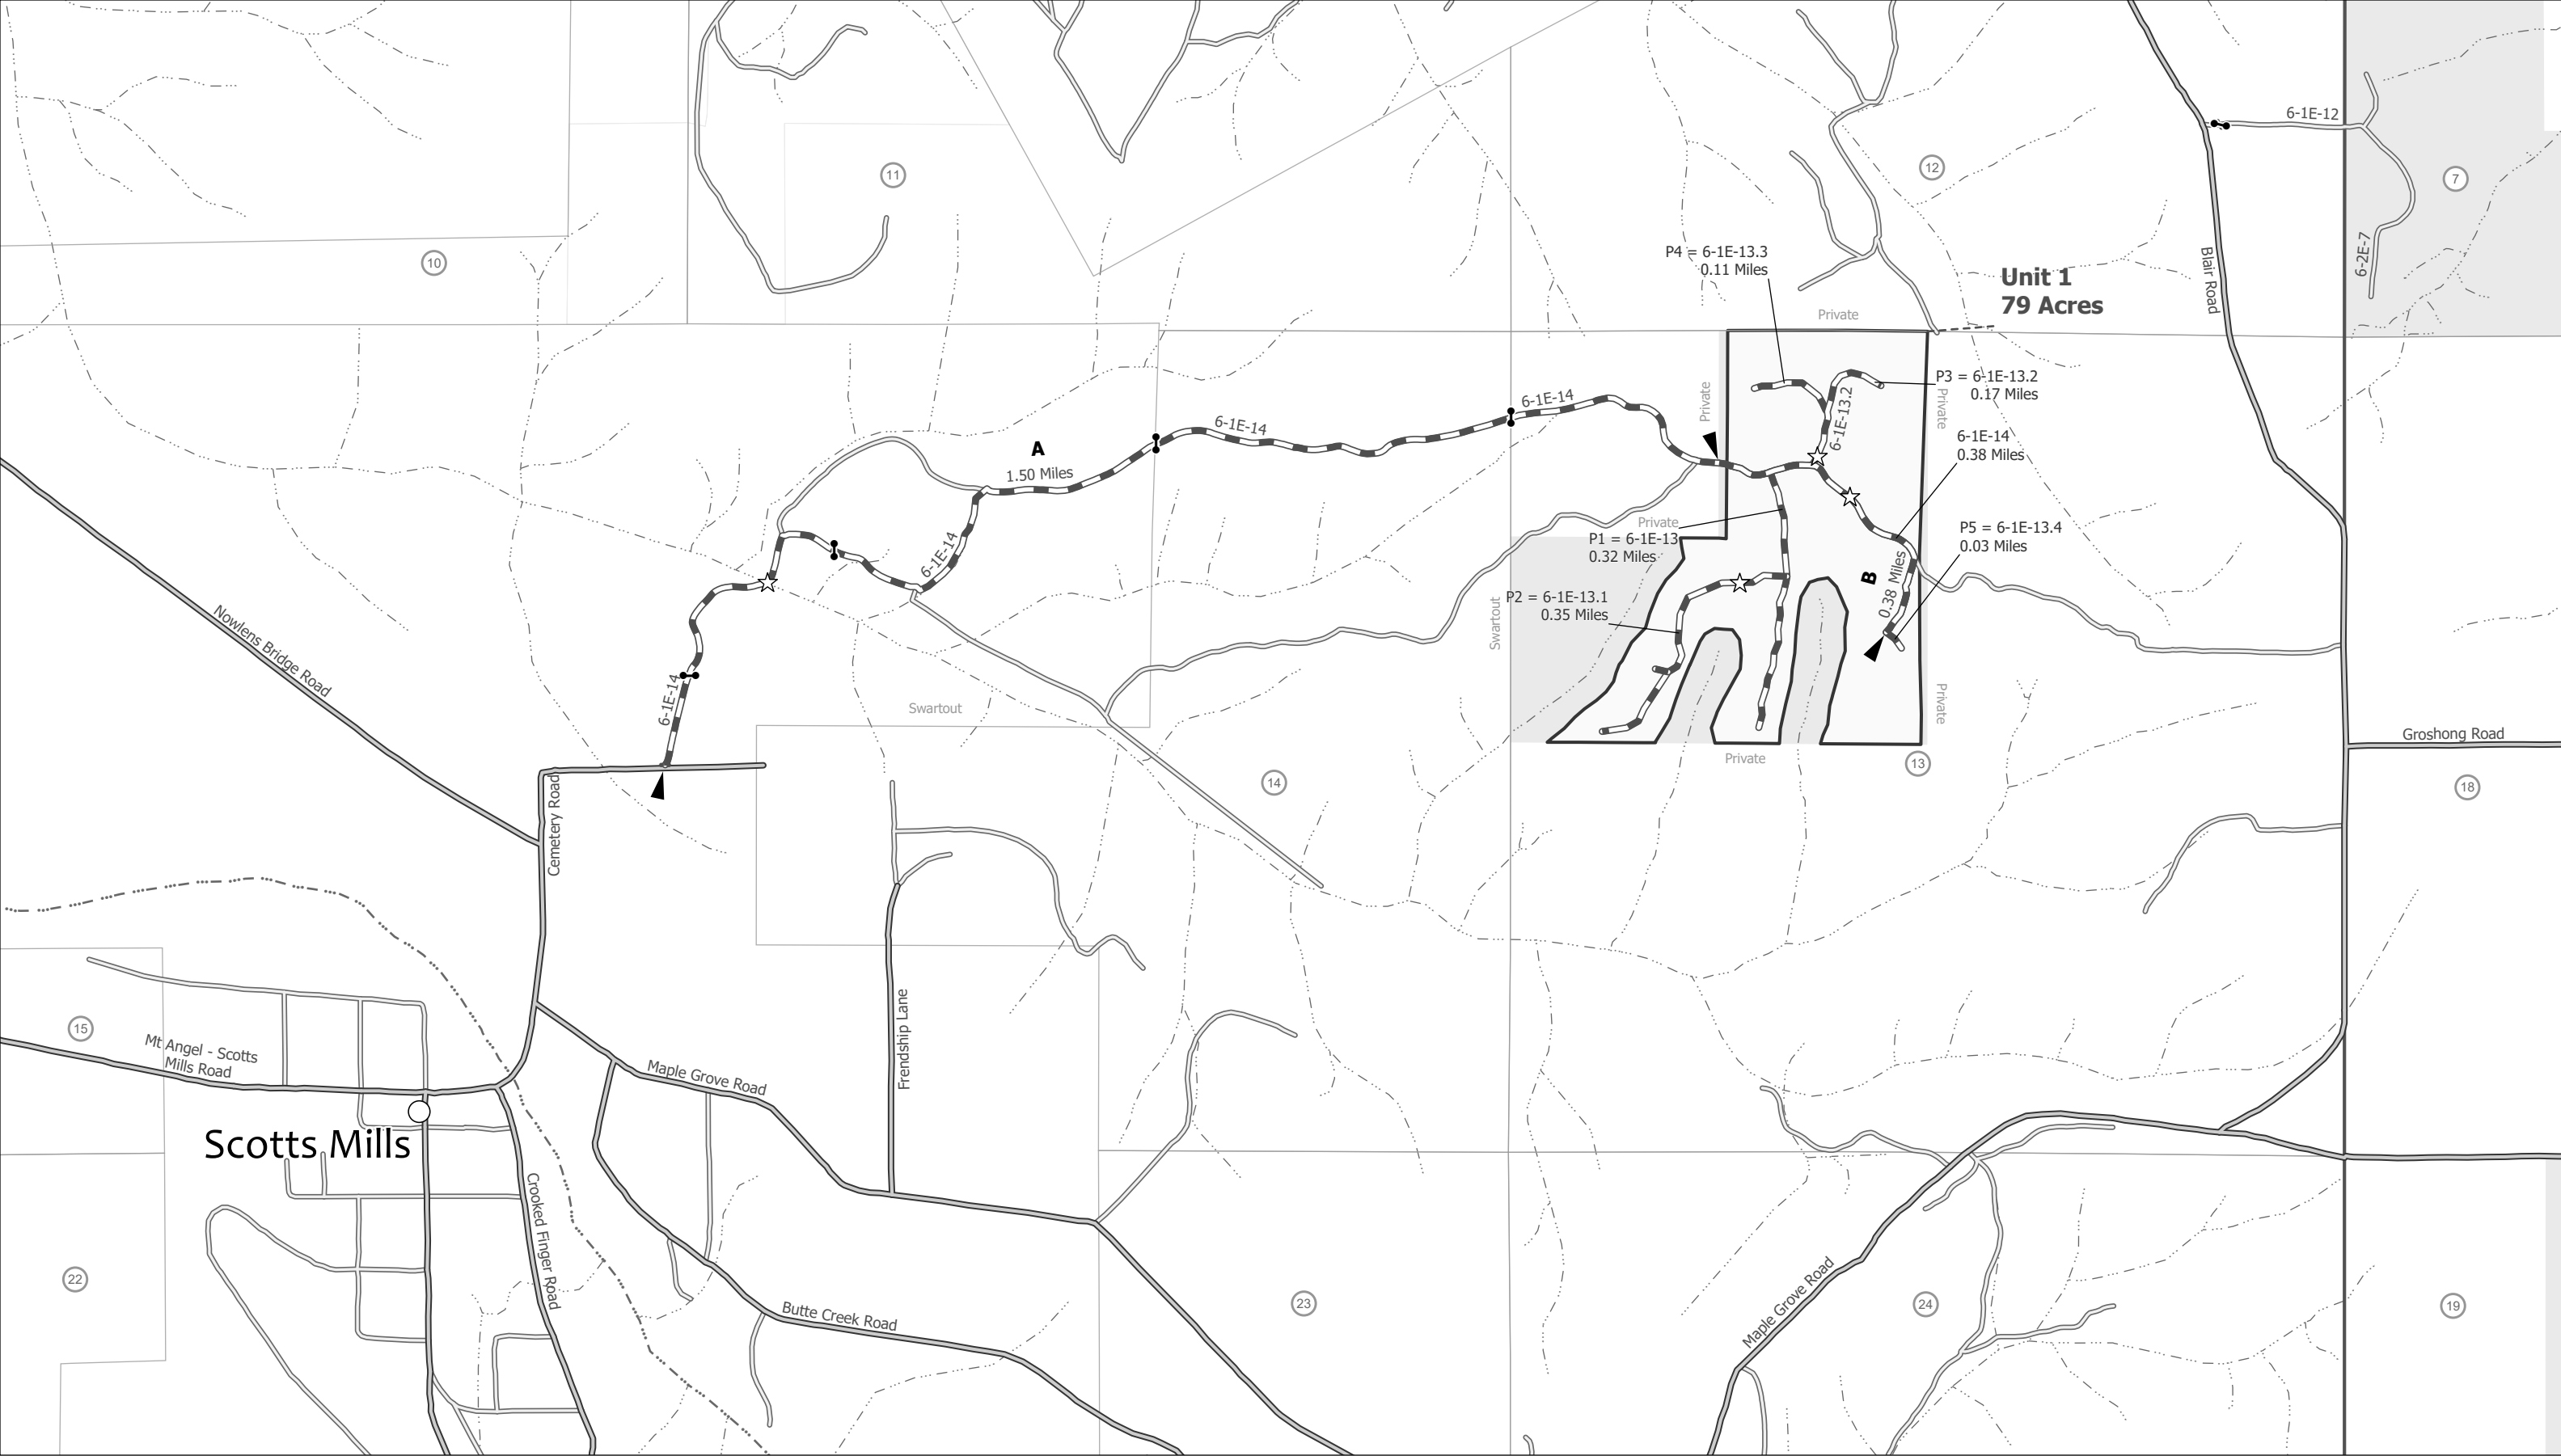 6-1E-12
11
12
7
10
P4 = 6-1E-13.3
0.11 Miles
Unit 1
79 Acres
Blair Road
6-2E-7
Private
P3 = 6-1E-13.2
0.17 Miles
Private
Private
6-1E-13.2
6-1E-14
6-1E-14
A
1.50 Miles
6-1E-14
0.38 Miles
Private
P1 = 6-1E-13
0.32 Miles
P5 = 6-1E-13.4
0.03 Miles
6-1E-14
B
0.38 Miles
P2 = 6-1E-13.1
0.35 Miles
Swartout
Nowlens Bridge Road
6-1E-14
Swartout
Private
Private
13
Groshong Road
14
18
Cemetery Road
15
Mt Angel - Scotts
Mills Road
Frendship Lane
Maple Grove Road
Scotts Mills
Crooked Finger Road
22
Butte Creek Road
23
Maple Grove Road
24
19